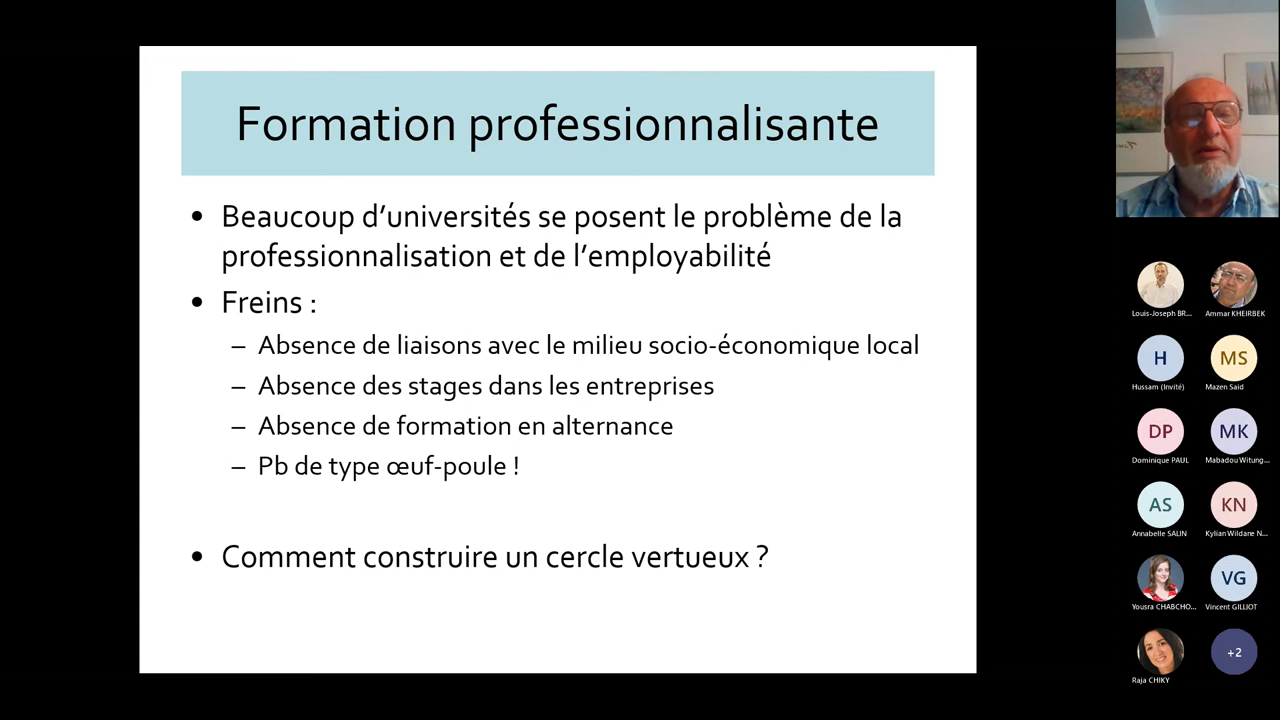 Formation professionnalisante
• Beaucoup d’universités se posent le problème de la
professionnalisation et de l’employabilité
• Freins :
– Absence de liaisons avec le milieu socio-économique local
– Absence des stages dans les entreprises
– Absence de formation en alternance
– Pb de type œuf-poule !
• Comment construire un cercle vertueux ?
Louis-Joseph BR...
Ammar KHEIRBEK
H
MS
Hussam (Invité)
Mazen Said
DP
MK
Dominique PAUL
Mabadou Witung...
AS
KN
Annabelle SALIN
Kylian Wildane N...
VG
Yousra CHABCHO...
Vincent GILLIOT
+2
Raja CHIKY